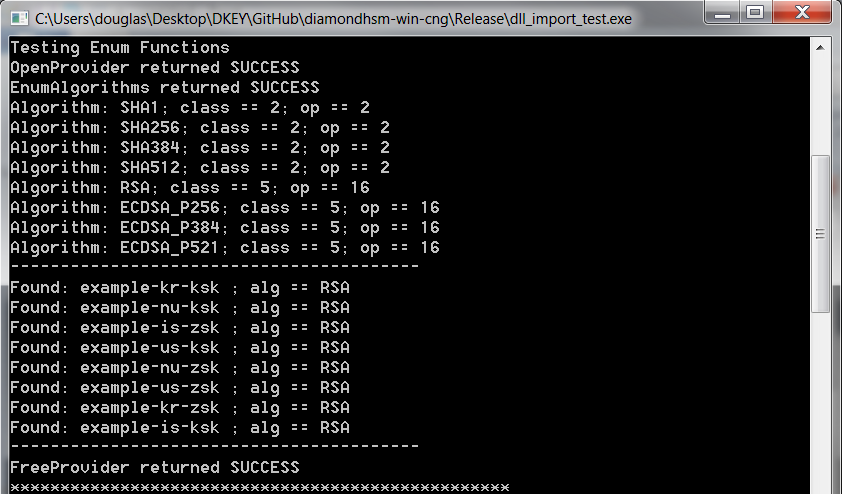 C:\Users\douglas\Desktop\DKEY\GitHub\diamondhsm-win-cng\Release\dll_import_test.exe
Testing Enum Functions
OpenProvider returned SUCCESS
EnumAlgorithms returned SUCCESS
Algorithm: SHA1; class == 2; op == 2
Algorithm: SHA256; class == 2; op == 2
Algorithm: SHA384; class == 2; op == 2
Algorithm: SHA512; class == 2; op == 2
Algorithm: RSA; class == 5; op == 16
Algorithm: ECDSA_P256; class == 5; op == 16
Algorithm: ECDSA_P384; class == 5; op == 16
Algorithm: ECDSA_P521; class == 5; op == 16
-----------------------------------------
Found: example-kr-ksk ; alg == RSA
Found: example-nu-ksk ; alg == RSA
Found: example-is-zsk ; alg == RSA
Found: example-us-ksk ; alg == RSA
Found: example-nu-zsk ; alg == RSA
Found: example-us-zsk ; alg == RSA
Found: example-kr-zsk ; alg == RSA
Found: example-is-ksk ; alg == RSA
-----------------------------------------
FreeProvider returned SUCCESS
**************************************************